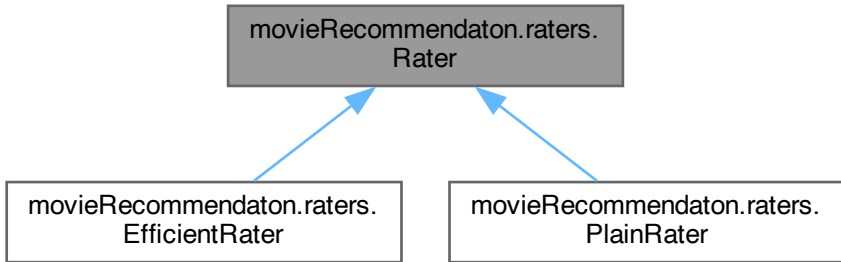 movieRecommendaton.raters.
Rater
movieRecommendaton.raters.
EfficientRater
movieRecommendaton.raters.
PlainRater